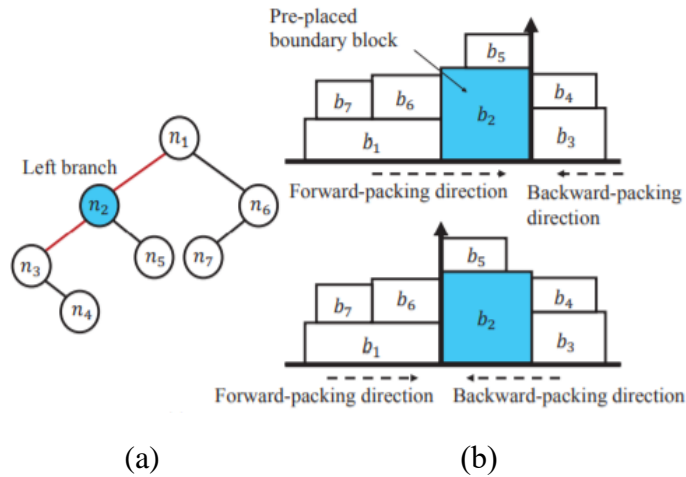 Pre-placed
boundary block
b₅
b₇
b₆
b₂
b₄
b₁
b₃
Forward-packing direction
Backward-packing
direction
Left branch
n₁
n₂
n₆
n₃
n₅
n₇
n₄
b₅
b₇
b₆
b₂
b₄
b₁
b₃
Forward-packing direction
Backward-packing direction
(a)
(b)